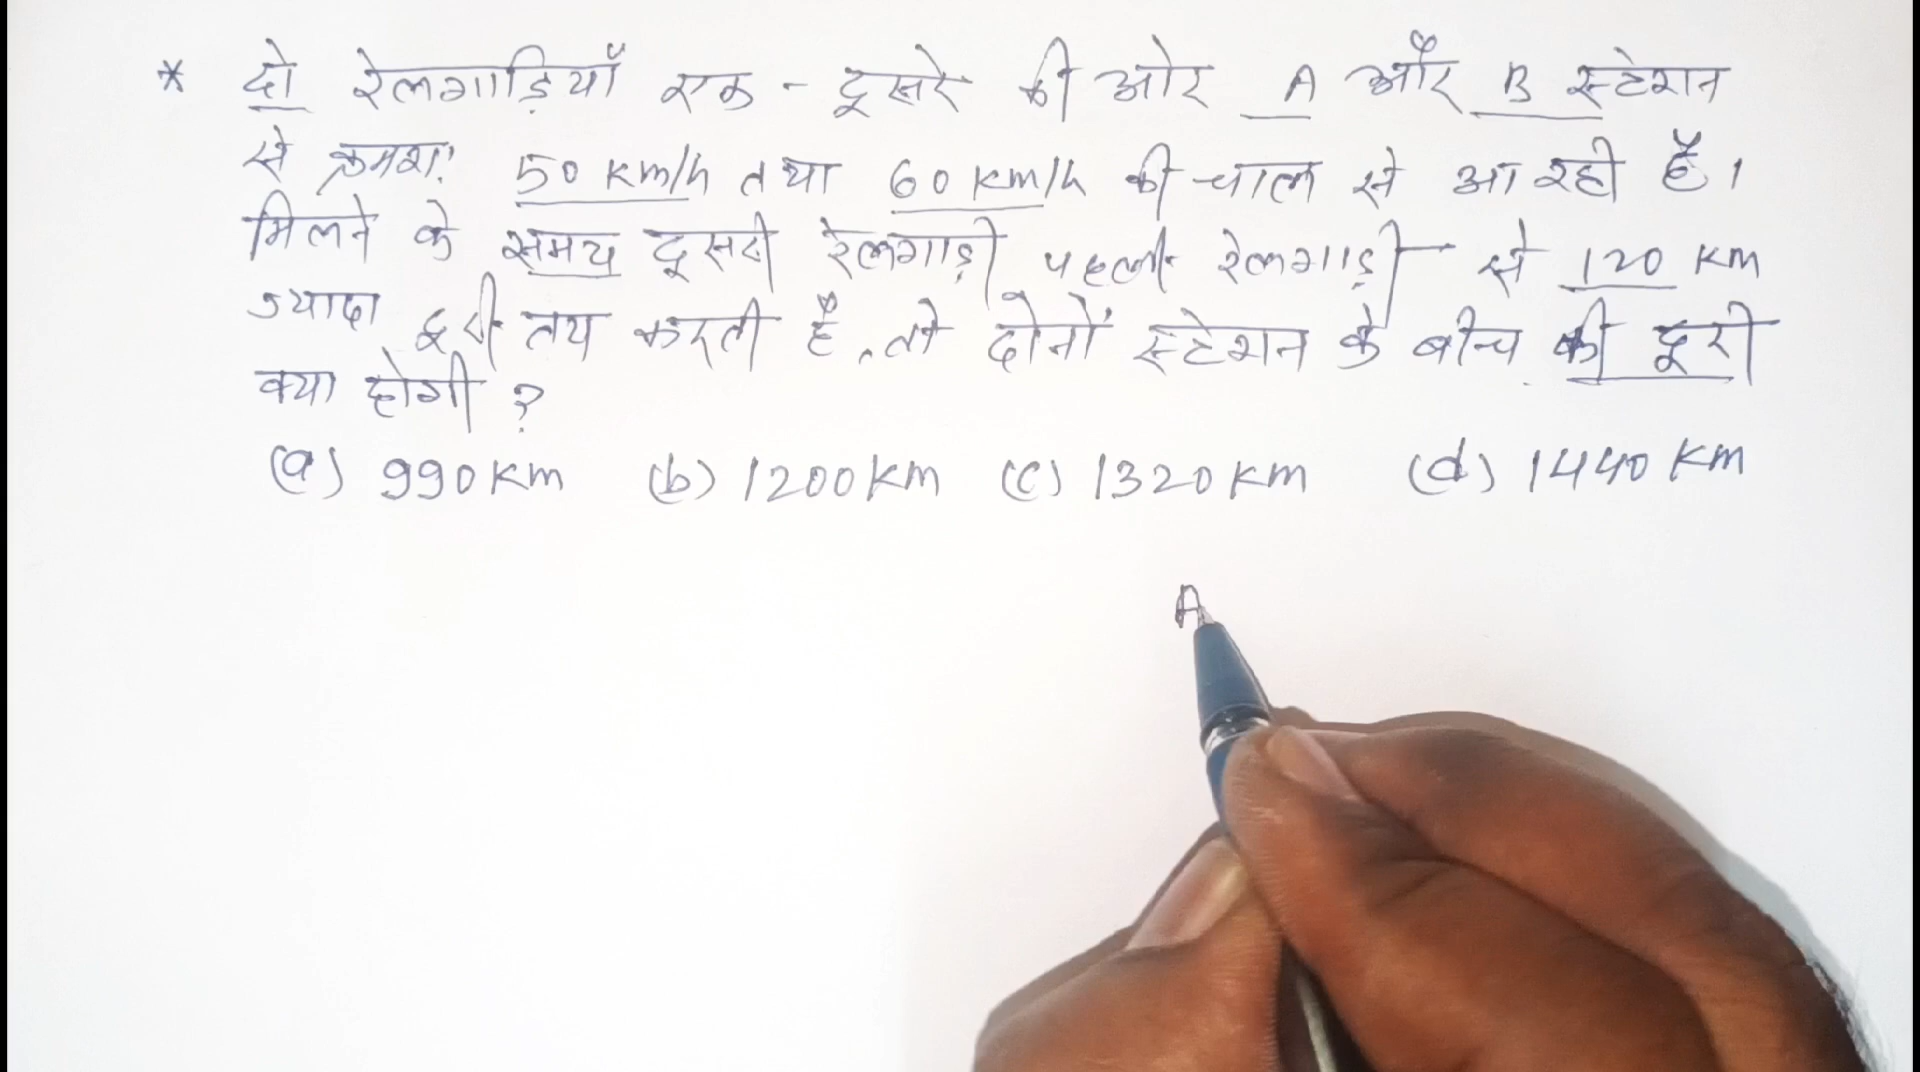 * दो रेलगाड़ियाँ एक - दूसरे की ओर A और B स्टेशन
से क्रमशः 50 km/h तथा 60 km/h की चाल से आ रही हैं।
मिलने के समय दूसरी रेलगाड़ी पहली रेलगाड़ी से 120 km
ज्यादा दूरी तय करती है, तो दोनों स्टेशन के बीच की दूरी
क्या होगी ?
(a) 990 km (b) 1200 km (c) 1320 km (d) 1440 km
A